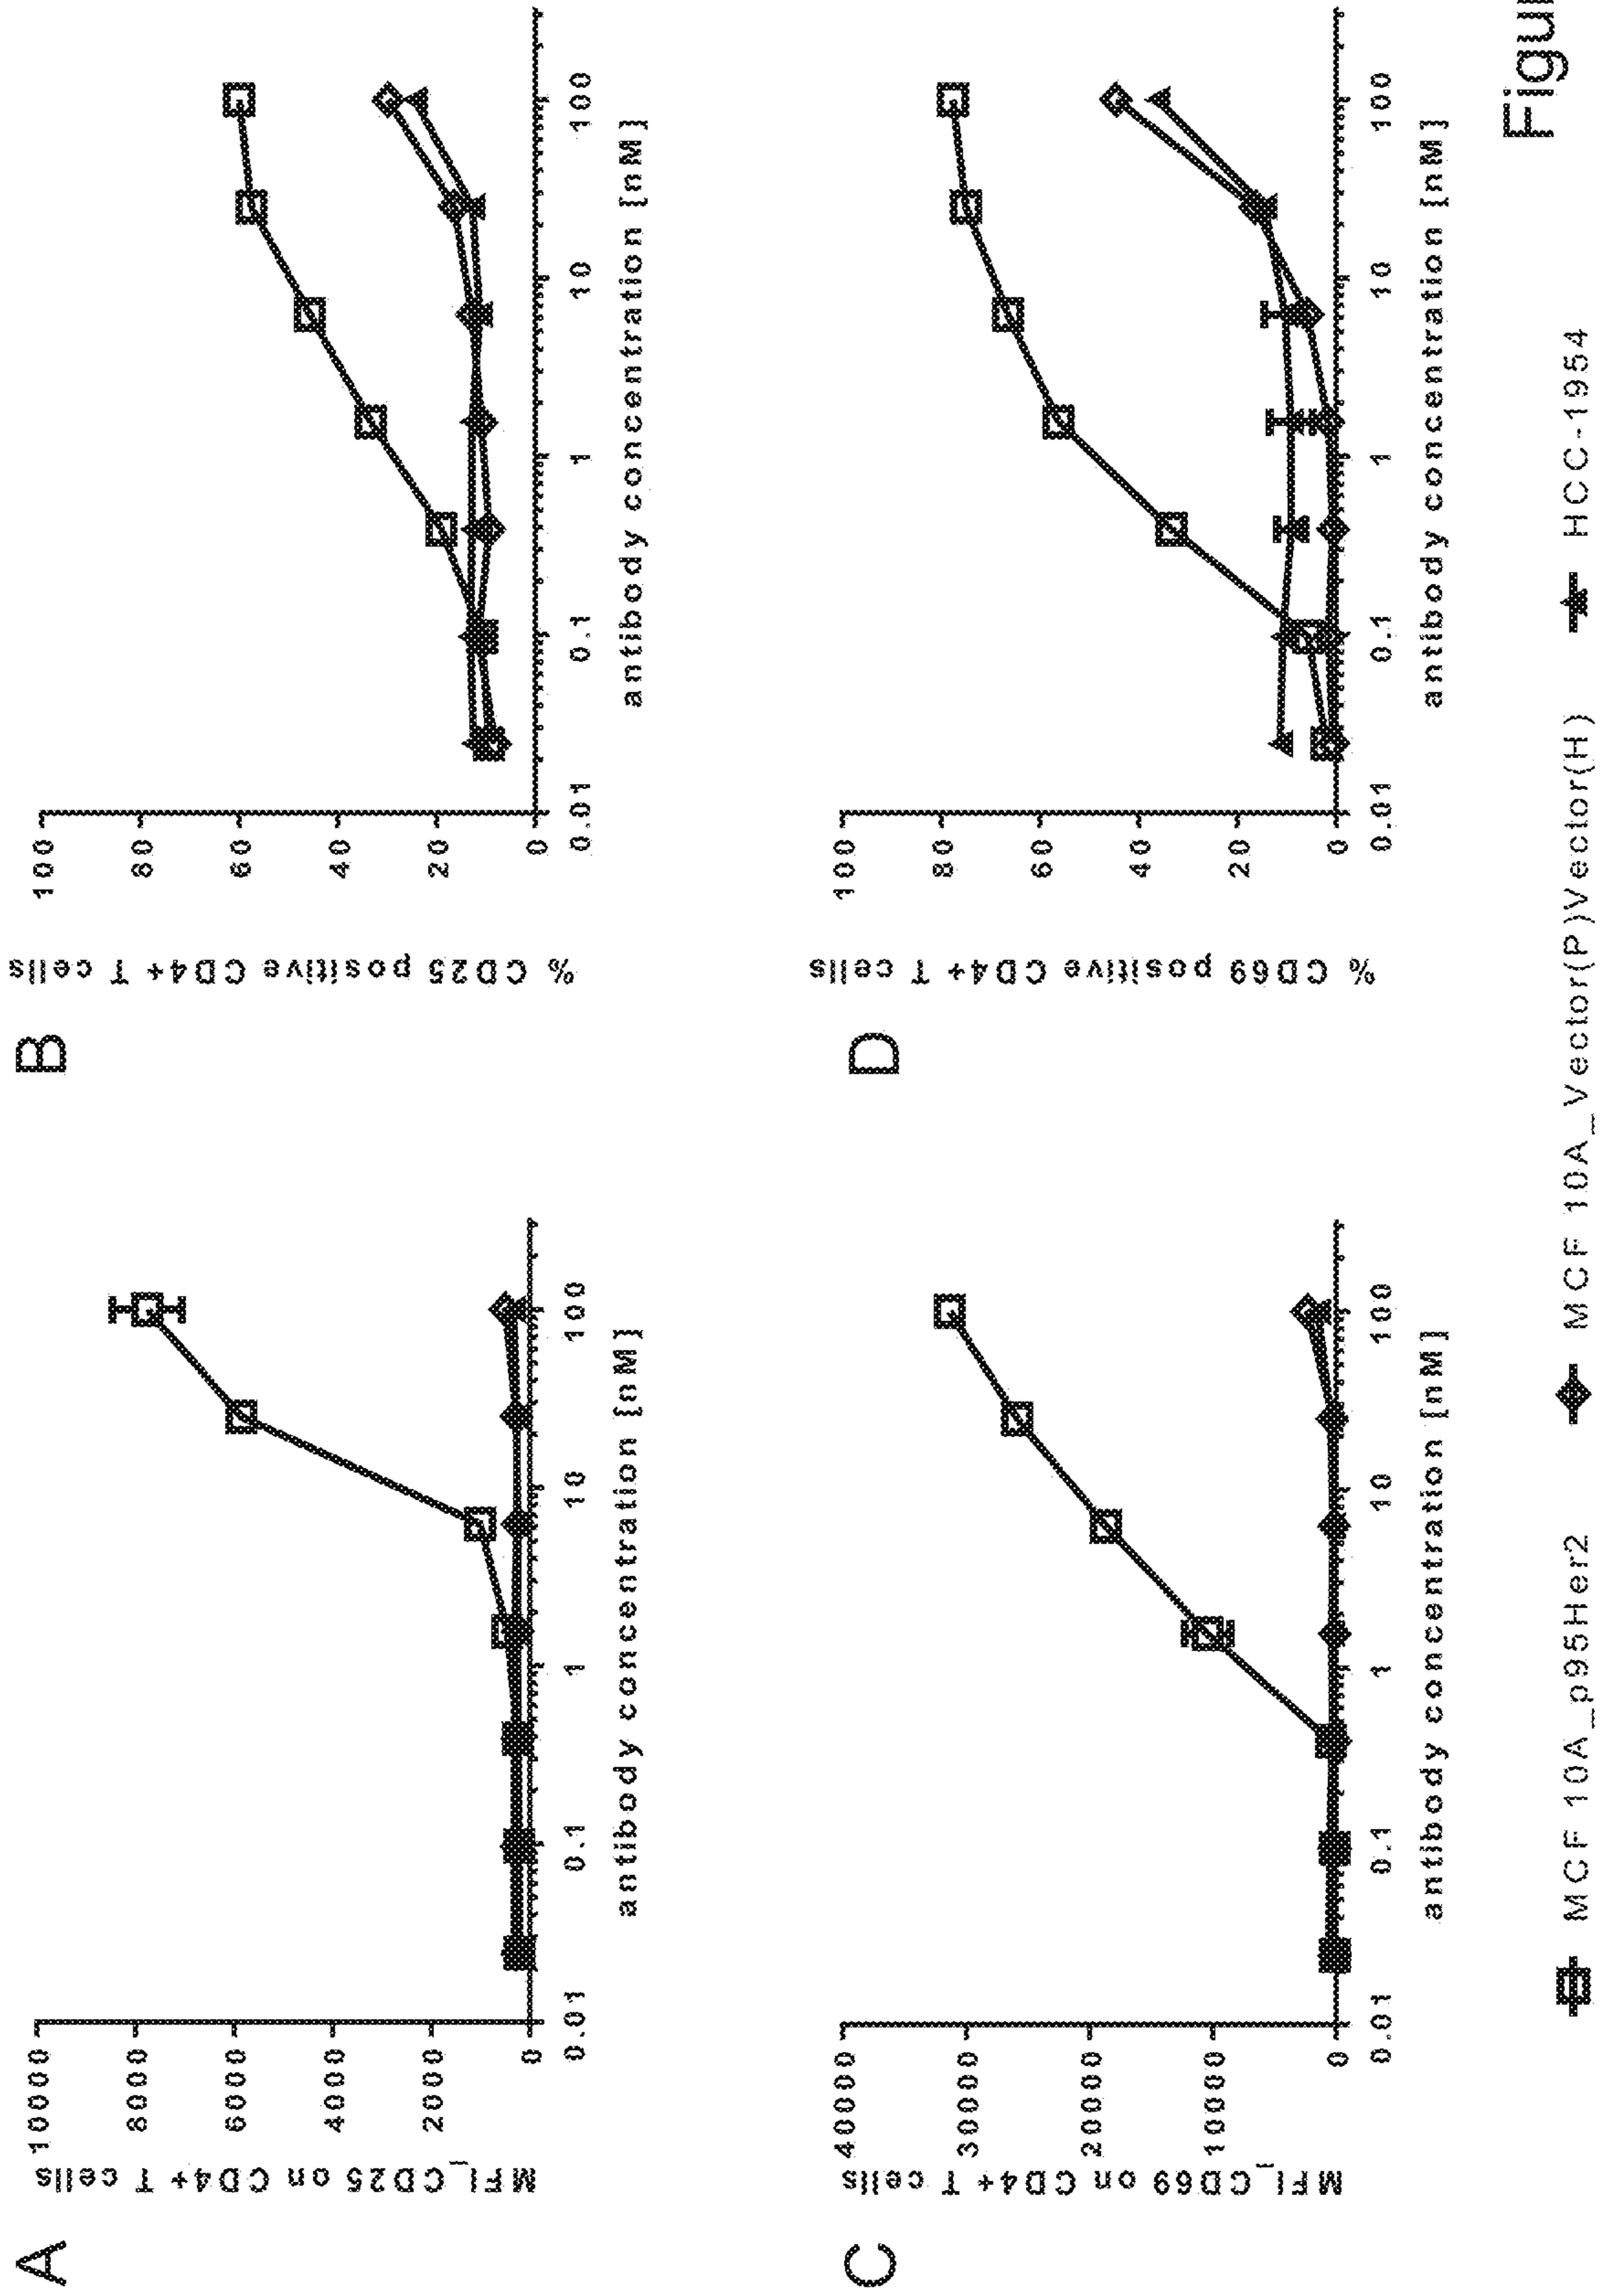 A
MFI_CD25 on CD4+ T cells
10000
8000
6000
4000
2000
0
0.01
0.1
1
10
100
antibody concentration [nM]
B
% CD25 positive CD4+ T cells
100
80
60
40
20
0
0.01
0.1
1
10
100
antibody concentration [nM]
C
MFI_CD69 on CD4+ T cells
40000
30000
20000
10000
0
0.01
0.1
1
10
100
antibody concentration [nM]
D
% CD69 positive CD4+ T cells
100
80
60
40
20
0
0.01
0.1
1
10
100
antibody concentration [nM]
MCF 10A_p95Her2
MCF 10A_Vector(P)Vector(H)
HCC-1954